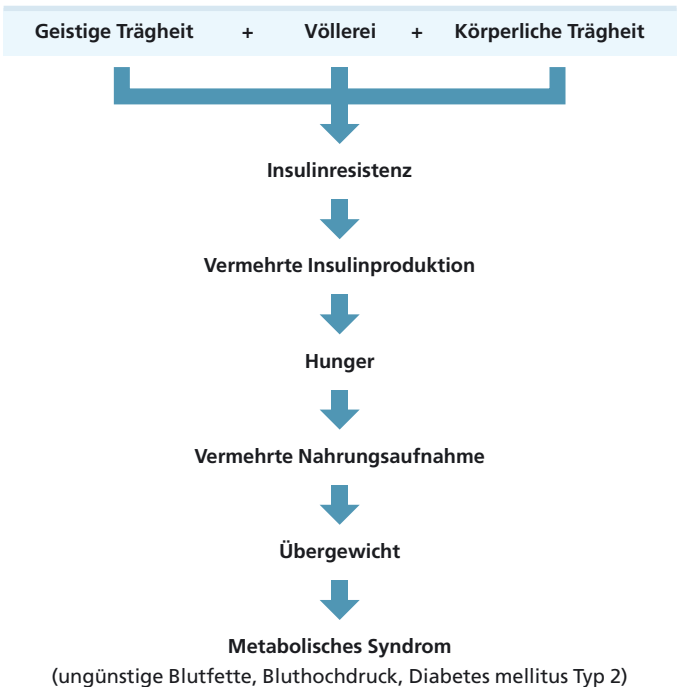 Geistige Trägheit + Völlerei + Körperliche Trägheit
Insulinresistenz
Vermehrte Insulinproduktion
Hunger
Vermehrte Nahrungsaufnahme
Übergewicht
Metabolisches Syndrom
(ungünstige Blutfette, Bluthochdruck, Diabetes mellitus Typ 2)